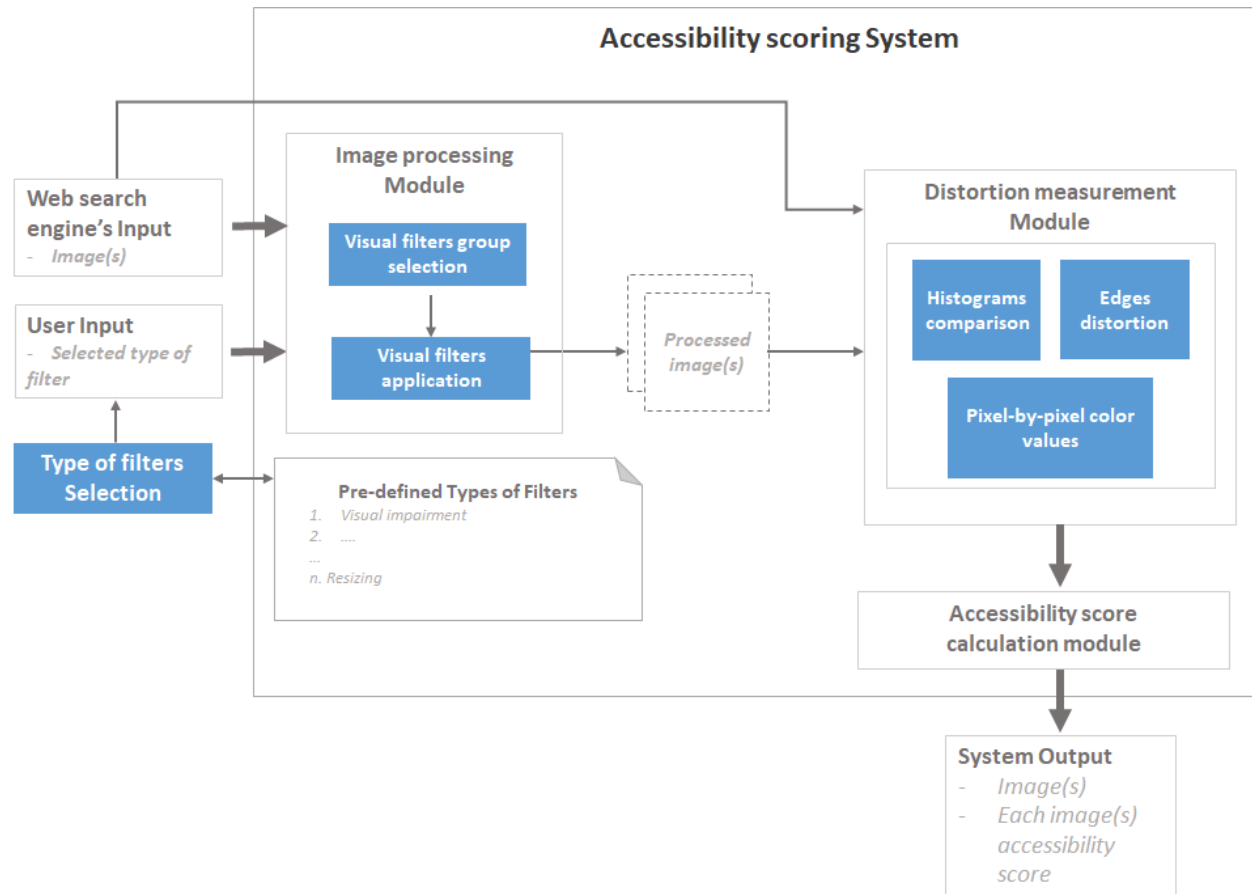 Accessibility scoring System
Web search
engine's Input
- Image(s)
User Input
- Selected type of
filter
Type of filters
Selection
Image processing
Module
Visual filters group
selection
Visual filters
application
Pre-defined Types of Filters
1. Visual impairment
2. ....
...
n. Resizing
Processed
image(s)
Distortion measurement
Module
Histograms
comparison
Edges
distortion
Pixel-by-pixel color
values
Accessibility score
calculation module
System Output
- Image(s)
- Each image(s)
accessibility
score